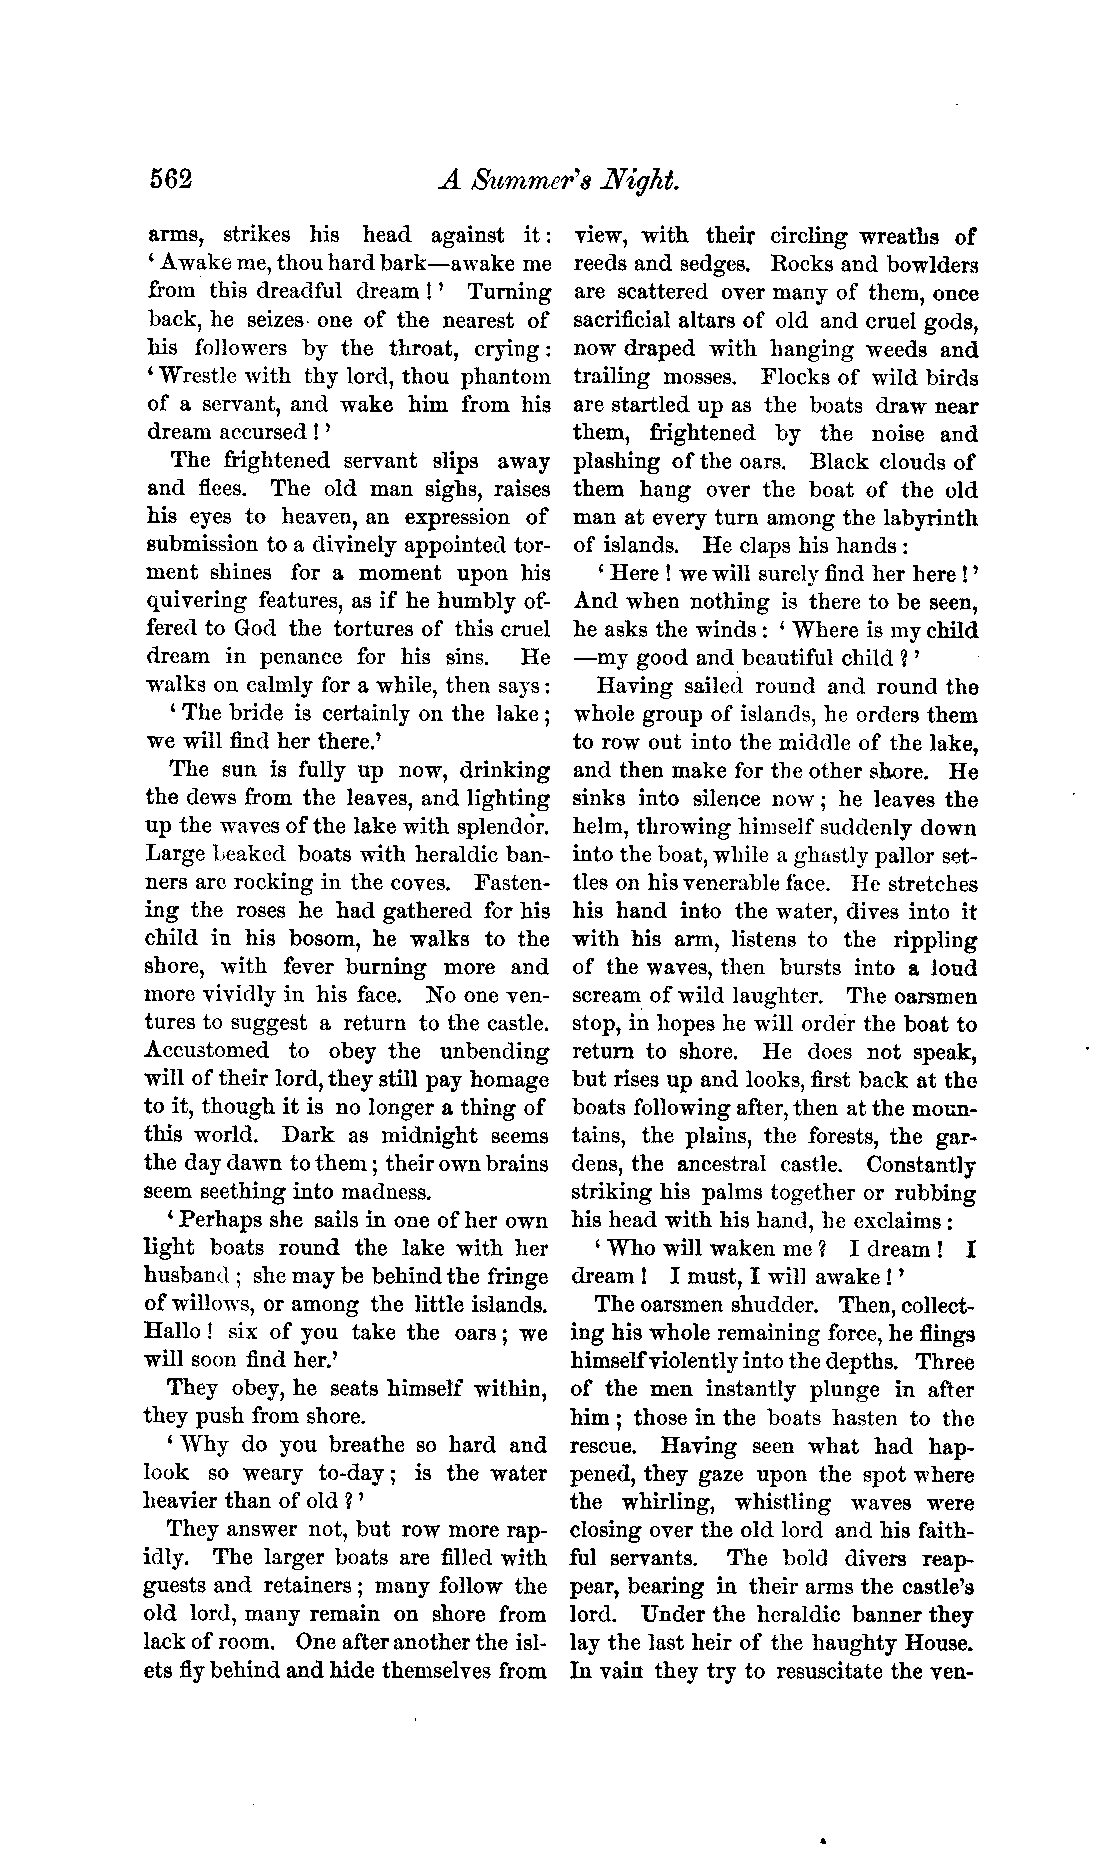 562 A Summer's Night.
arms, strikes his head against it:
‘Awake me, thou hard bark—awake me
from this dreadful dream!’ Turning
back, he seizes one of the nearest of
his followers by the throat, crying:
‘Wrestle with thy lord, thou phantom
of a servant, and wake him from his
dream accursed!’
The frightened servant slips away
and flees. The old man sighs, raises
his eyes to heaven, an expression of
submission to a divinely appointed tor-
ment shines for a moment upon his
quivering features, as if he humbly of-
fered to God the tortures of this cruel
dream in penance for his sins. He
walks on calmly for a while, then says:
‘The bride is certainly on the lake;
we will find her there.’
The sun is fully up now, drinking
the dews from the leaves, and lighting
up the waves of the lake with splendor.
Large beaked boats with heraldic ban-
ners are rocking in the coves. Fasten-
ing the roses he had gathered for his
child in his bosom, he walks to the
shore, with fever burning more and
more vividly in his face. No one ven-
tures to suggest a return to the castle.
Accustomed to obey the unbending
will of their lord, they still pay homage
to it, though it is no longer a thing of
this world. Dark as midnight seems
the day dawn to them; their own brains
seem seething into madness.
‘Perhaps she sails in one of her own
light boats round the lake with her
husband; she may be behind the fringe
of willows, or among the little islands.
Hallo! six of you take the oars; we
will soon find her.’
They obey, he seats himself within,
they push from shore.
‘Why do you breathe so hard and
look so weary to-day; is the water
heavier than of old?’
They answer not, but row more rap-
idly. The larger boats are filled with
guests and retainers; many follow the
old lord, many remain on shore from
lack of room. One after another the isl-
ets fly behind and hide themselves from
view, with their circling wreaths of
reeds and sedges. Rocks and bowlders
are scattered over many of them, once
sacrificial altars of old and cruel gods,
now draped with hanging weeds and
trailing mosses. Flocks of wild birds
are startled up as the boats draw near
them, frightened by the noise and
plashing of the oars. Black clouds of
them hang over the boat of the old
man at every turn among the labyrinth
of islands. He claps his hands:
‘Here! we will surely find her here!’
And when nothing is there to be seen,
he asks the winds: ‘Where is my child
—my good and beautiful child?’
Having sailed round and round the
whole group of islands, he orders them
to row out into the middle of the lake,
and then make for the other shore. He
sinks into silence now; he leaves the
helm, throwing himself suddenly down
into the boat, while a ghastly pallor set-
tles on his venerable face. He stretches
his hand into the water, dives into it
with his arm, listens to the rippling
of the waves, then bursts into a loud
scream of wild laughter. The oarsmen
stop, in hopes he will order the boat to
return to shore. He does not speak,
but rises up and looks, first back at the
boats following after, then at the moun-
tains, the plains, the forests, the gar-
dens, the ancestral castle. Constantly
striking his palms together or rubbing
his head with his hand, he exclaims:
‘Who will waken me? I dream! I
dream! I must, I will awake!’
The oarsmen shudder. Then, collect-
ing his whole remaining force, he flings
himself violently into the depths. Three
of the men instantly plunge in after
him; those in the boats hasten to the
rescue. Having seen what had hap-
pened, they gaze upon the spot where
the whirling, whistling waves were
closing over the old lord and his faith-
ful servants. The bold divers reap-
pear, bearing in their arms the castle's
lord. Under the heraldic banner they
lay the last heir of the haughty House.
In vain they try to resuscitate the ven-